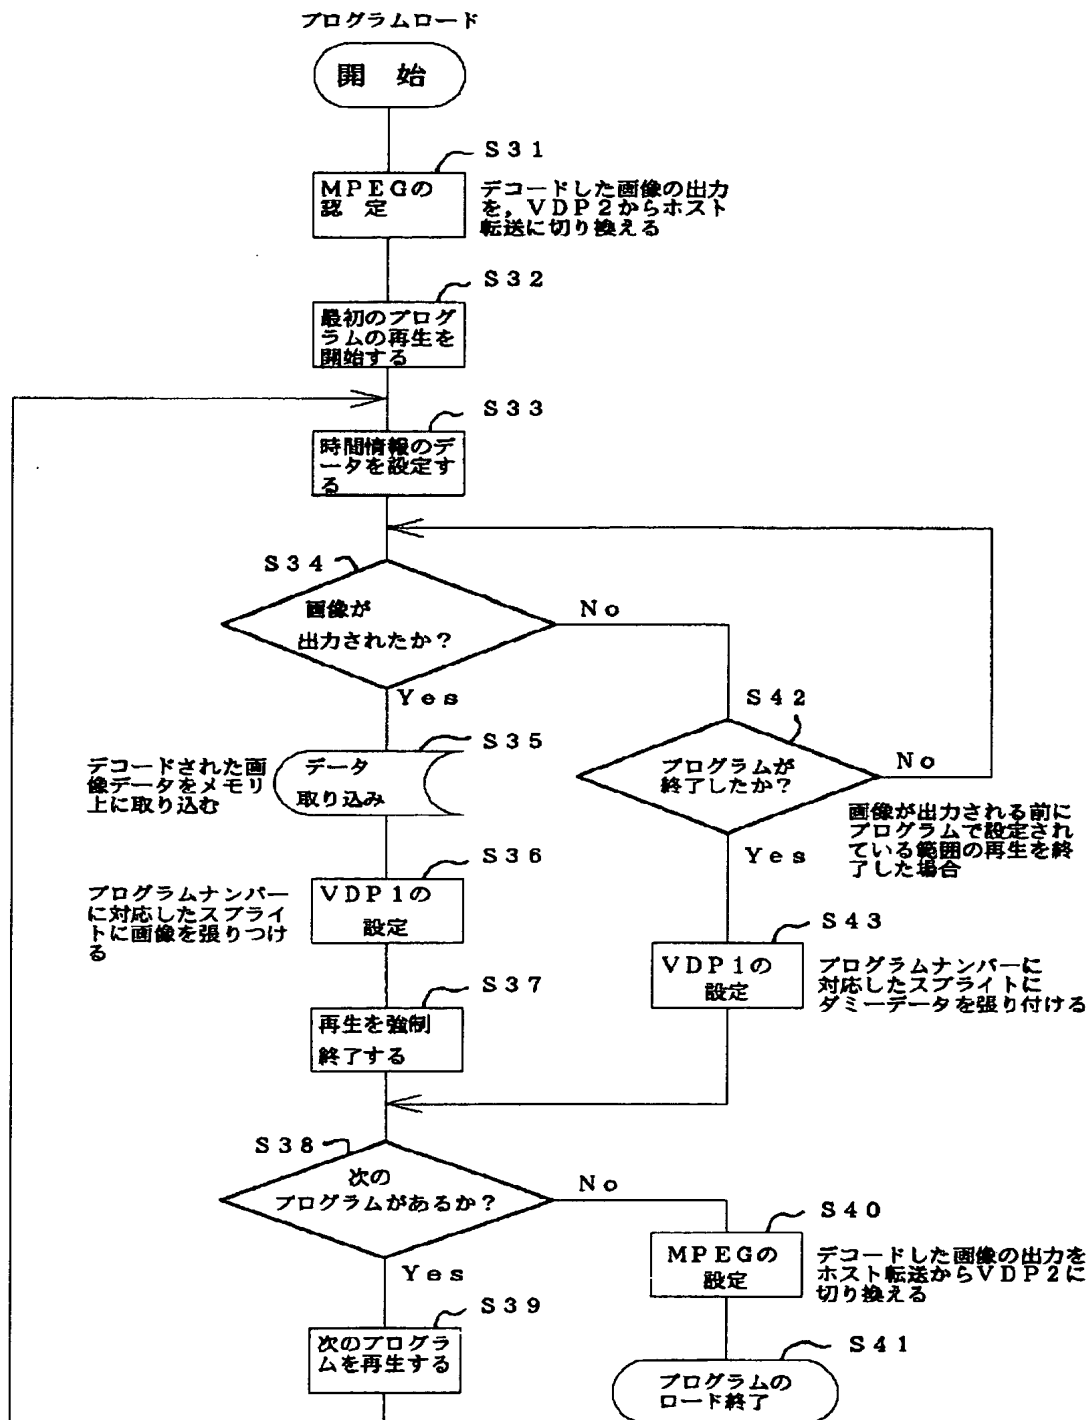 プログラムロード
開　始
S31
MPEGの
認　定
デコードした画像の出力
を，VDP2からホスト
転送に切り換える
S32
最初のプログ
ラムの再生を
開始する
S33
時間情報のデ
ータを設定す
る
S34
画像が
出力されたか？
No
Yes
S42
プログラムが
終了したか？
No
画像が出力される前に
プログラムで設定され
ている範囲の再生を終
了した場合
Yes
S35
データ
取り込み
デコードされた画
像データをメモリ
上に取り込む
S36
VDP1の
設定
プログラムナンバー
に対応したスプライ
トに画像を張りつけ
る
S43
VDP1の
設定
プログラムナンバーに
対応したスプライトに
ダミーデータを張り付ける
S37
再生を強制
終了する
S38
次の
プログラムがあるか？
No
Yes
S40
MPEGの
設定
デコードした画像の出力を
ホスト転送からVDP2に
切り換える
S39
次のプログラ
ムを再生する
S41
プログラムの
ロード終了